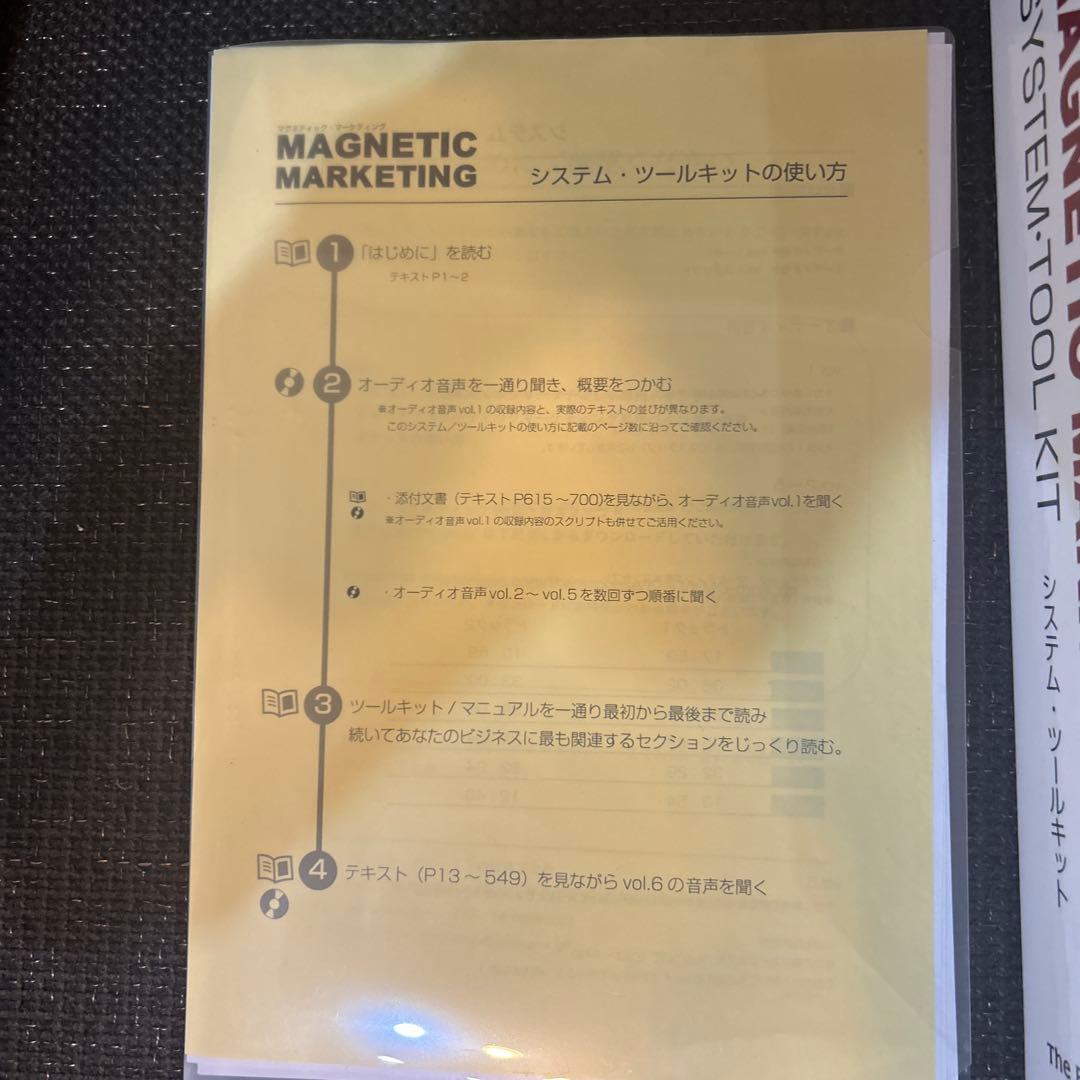 マグネティック・マーケティング
MAGNETIC
MARKETING
システム・ツールキットの使い方
1 「はじめに」を読む
テキストP1~2
2 オーディオ音声を一通り聞き、概要をつかむ
※オーディオ音声vol.1の収録内容と、実際のテキストの並びが異なります。
このシステム/ツールキットの使い方に記載のページ数に沿ってご確認ください。
・添付文書(テキストP615~700)を見ながら、オーディオ音声vol.1を聞く
※オーディオ音声vol.1の収録内容のスクリプトも併せてご活用ください。
・オーディオ音声vol.2~vol.5を数回ずつ順番に聞く
3 ツールキット/マニュアルを一通り最初から最後まで読み
続いてあなたのビジネスに最も関連するセクションをじっくり読む。
4 テキスト(P13~549)を見ながらvol.6の音声を聞く
SYSTEM・TOOL KIT
システム・ツールキット
The